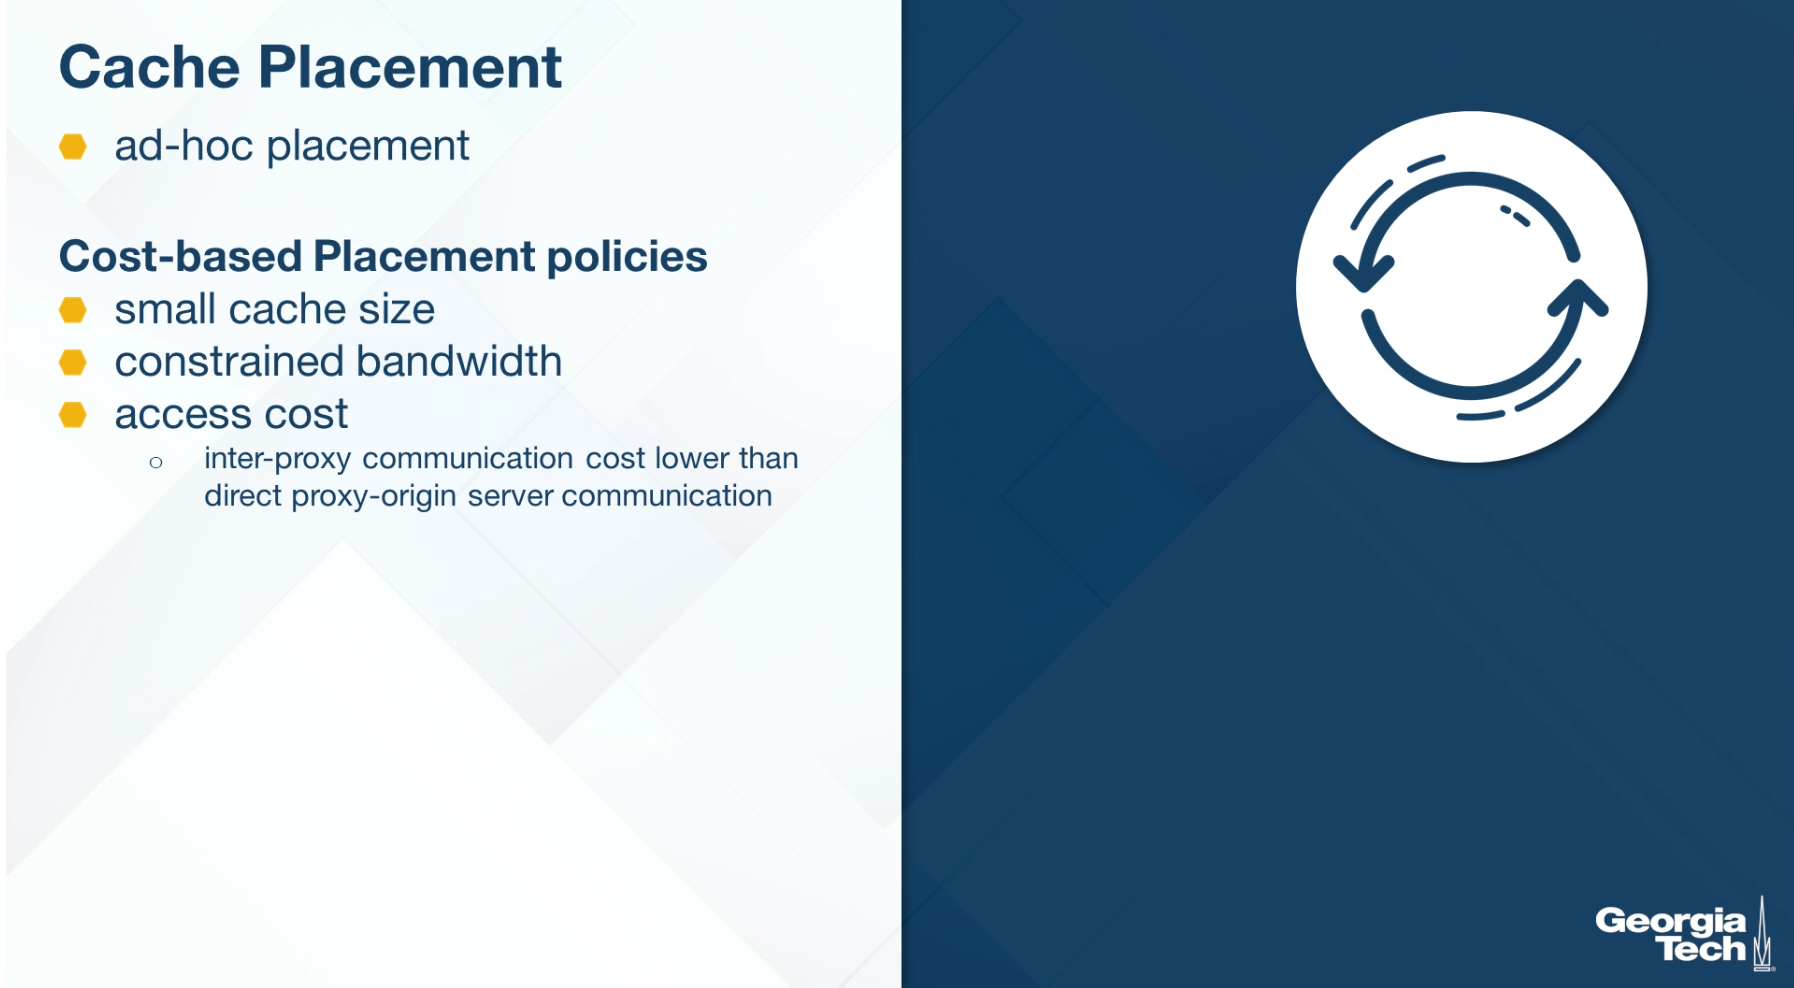 Cache Placement
ad-hoc placement
Cost-based Placement policies
small cache size
constrained bandwidth
access cost
inter-proxy communication cost lower than
direct proxy-origin server communication
Georgia
Tech